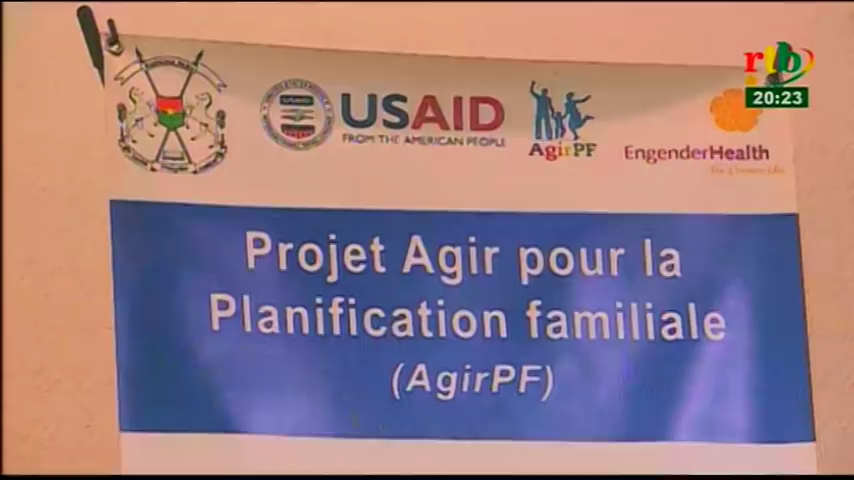 rtb
20:23
USAID
FROM THE AMERICAN PEOPLE
AgirPF
EngenderHealth
Projet Agir pour la
Planification familiale
(AgirPF)